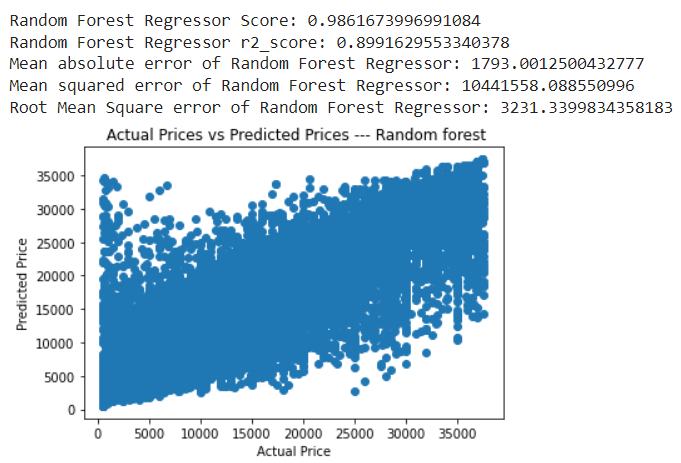 Random Forest Regressor Score: 0.9861673996991084
Random Forest Regressor r2_score: 0.8991629553340378
Mean absolute error of Random Forest Regressor: 1793.0012500432777
Mean squared error of Random Forest Regressor: 10441558.088550996
Root Mean Square error of Random Forest Regressor: 3231.3399834358183
Actual Prices vs Predicted Prices --- Random forest
35000
30000
25000
20000
15000
10000
5000
0
Predicted Price
0 5000 10000 15000 20000 25000 30000 35000
Actual Price